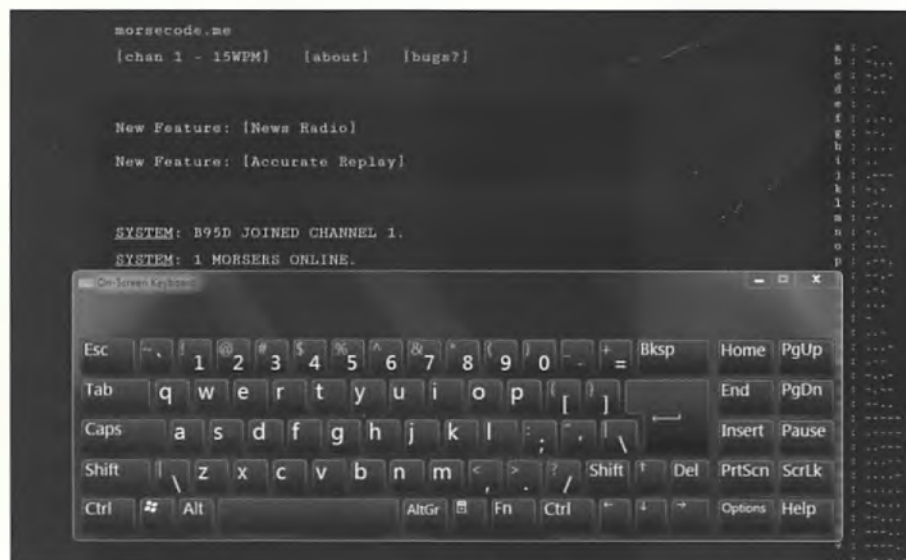 morsecode.me
[chan 1 - 15WPM] [about] [bugs?]
New Feature: [News Radio]
New Feature: [Accurate Replay]
SYSTEM: B95D JOINED CHANNEL 1.
SYSTEM: 1 MORSERS ONLINE.
On-Screen Keyboard
Esc ~ ` ! 1 @ 2 # 3 $ 4 % 5 ^ 6 & 7 * 8 ( 9 ) 0 _ - + = Bksp Home PgUp
Tab q w e r t y u i o p { [ } ] End PgDn
Caps a s d f g h j k l : ; " ' | \ Insert Pause
Shift | \ z x c v b n m < , > . ? / Shift ↑ Del PrtScn ScrLk
Ctrl Alt AltGr Fn Ctrl ← ↓ → Options Help
a : .-
b : -...
c : -.-.
d : -..
e : .
f : ..-.
g : --.
h : ....
i : ..
j : .---
k : -.-
l : .-..
m : --
n : -.
o : ---
p